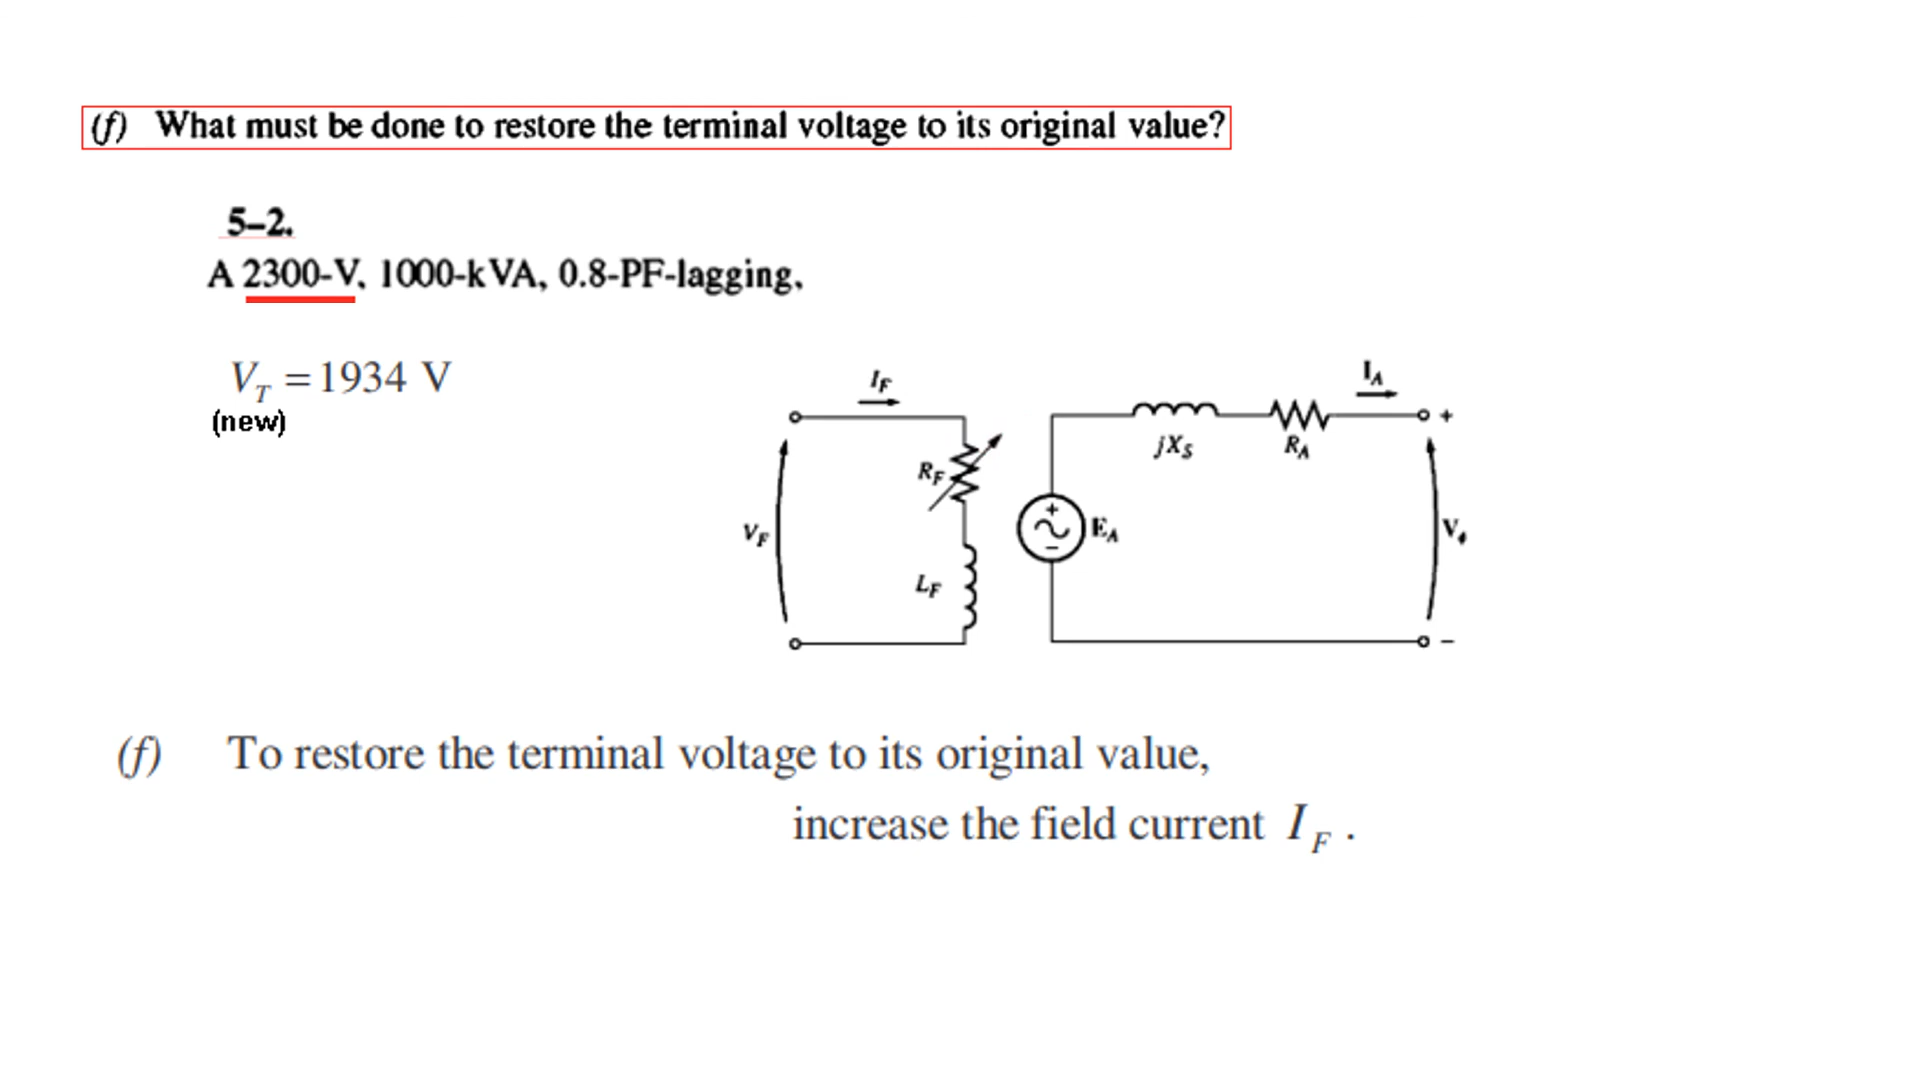 (f) What must be done to restore the terminal voltage to its original value?
5–2.
A 2300-V, 1000-kVA, 0.8-PF-lagging,
V_T = 1934 V
(new)
I_F
I_A
+
jX_S
R_A
R_F
V_F
+
E_A
−
V_ϕ
L_F
−
(f) To restore the terminal voltage to its original value,
increase the field current I_F .